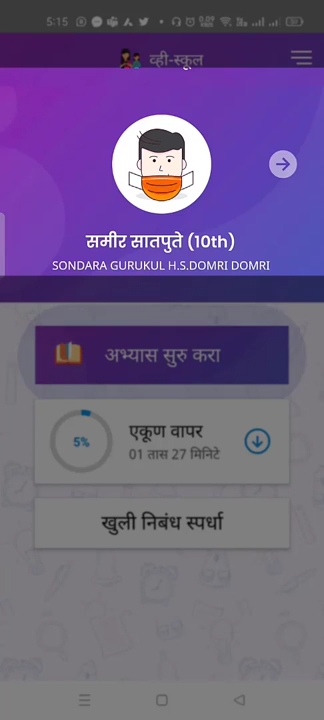 5:15
व्ही-स्कूल
समीर सातपुते (10th)
SONDARA GURUKUL H.S.DOMRI DOMRI
अभ्यास सुरु करा
5%
एकूण वापर
01 तास 27 मिनिटे
खुली निबंध स्पर्धा